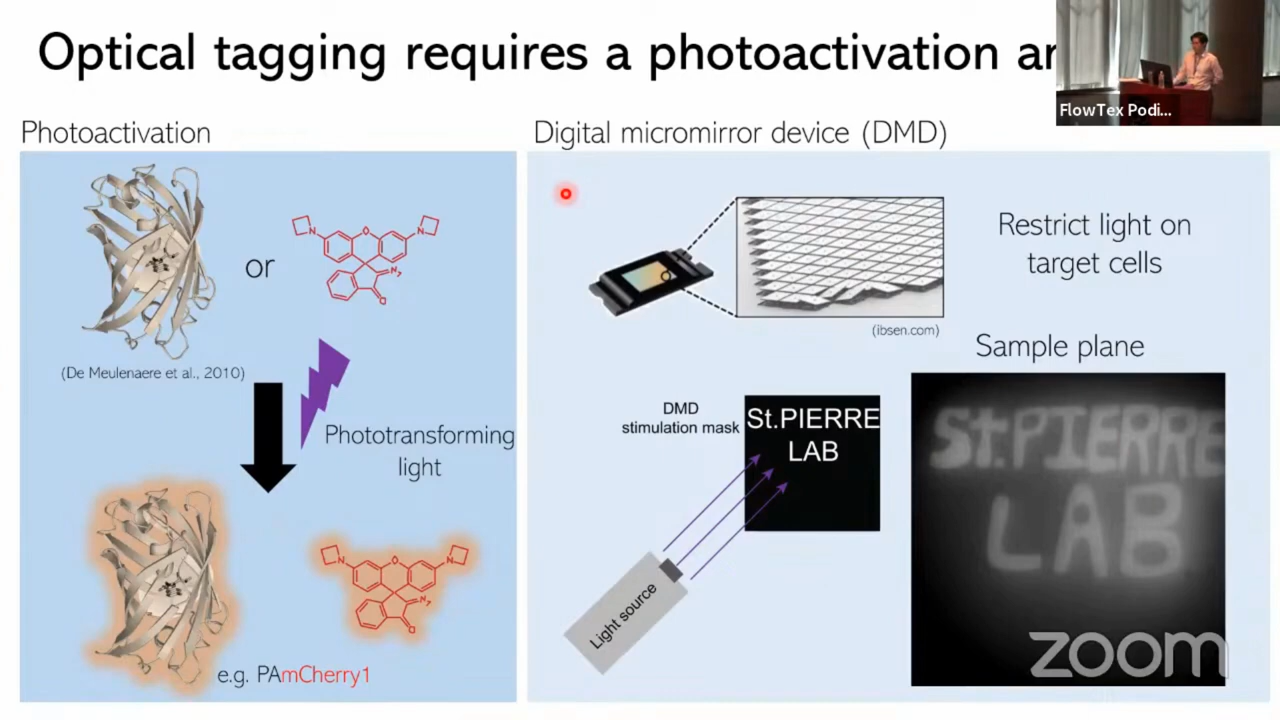 Optical tagging requires a photoactivation
FlowTex Podi...
Photoactivation
Digital micromirror device (DMD)
or
N
O
N
N₂
O
(De Meulenaere et al., 2010)
Phototransforming
light
N
O
N
N₂
O
e.g. PAmCherry1
(ibsen.com)
Restrict light on
target cells
Sample plane
DMD
stimulation mask
St.PIERRE
LAB
Light source
St.PIERRE
LAB
zoom